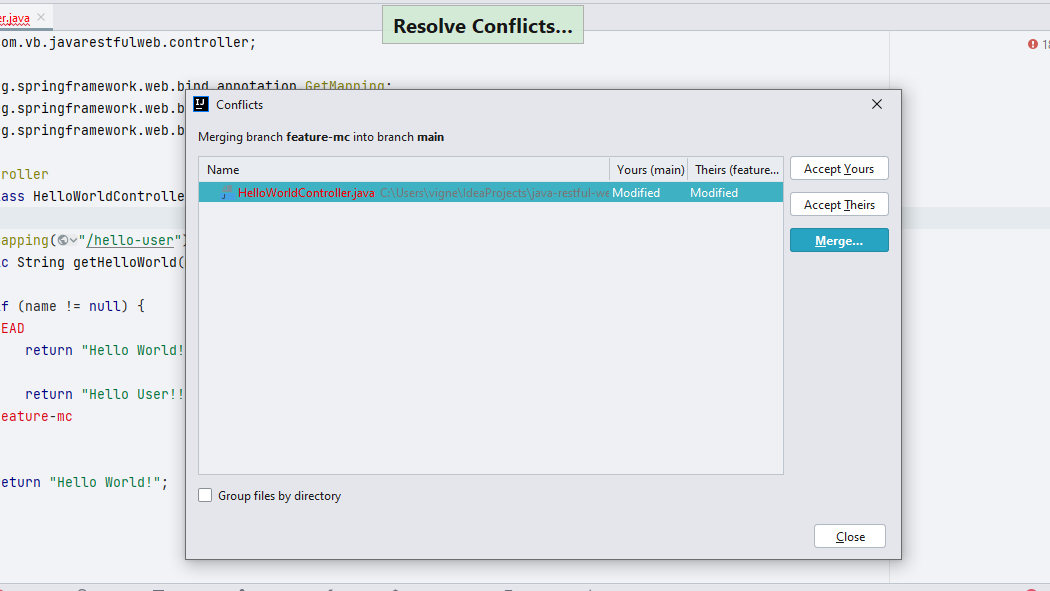 er.java
Resolve Conflicts...
om.vb.javarestfulweb.controller;
g.springframework.web.bind.annotation.GetMapping;
g.springframework.web.b
g.springframework.web.b
roller
ass HelloWorldControlle
apping("/hello-user")
c String getHelloWorld(
f (name != null) {
EAD
return "Hello World!
return "Hello User!!
eature-mc
eturn "Hello World!";
Conflicts
Merging branch feature-mc into branch main
Name Yours (main) Theirs (feature...
HelloWorldController.java C:\Users\vigne\IdeaProjects\java-restful-we Modified Modified
Accept Yours
Accept Theirs
Merge...
Group files by directory
Close